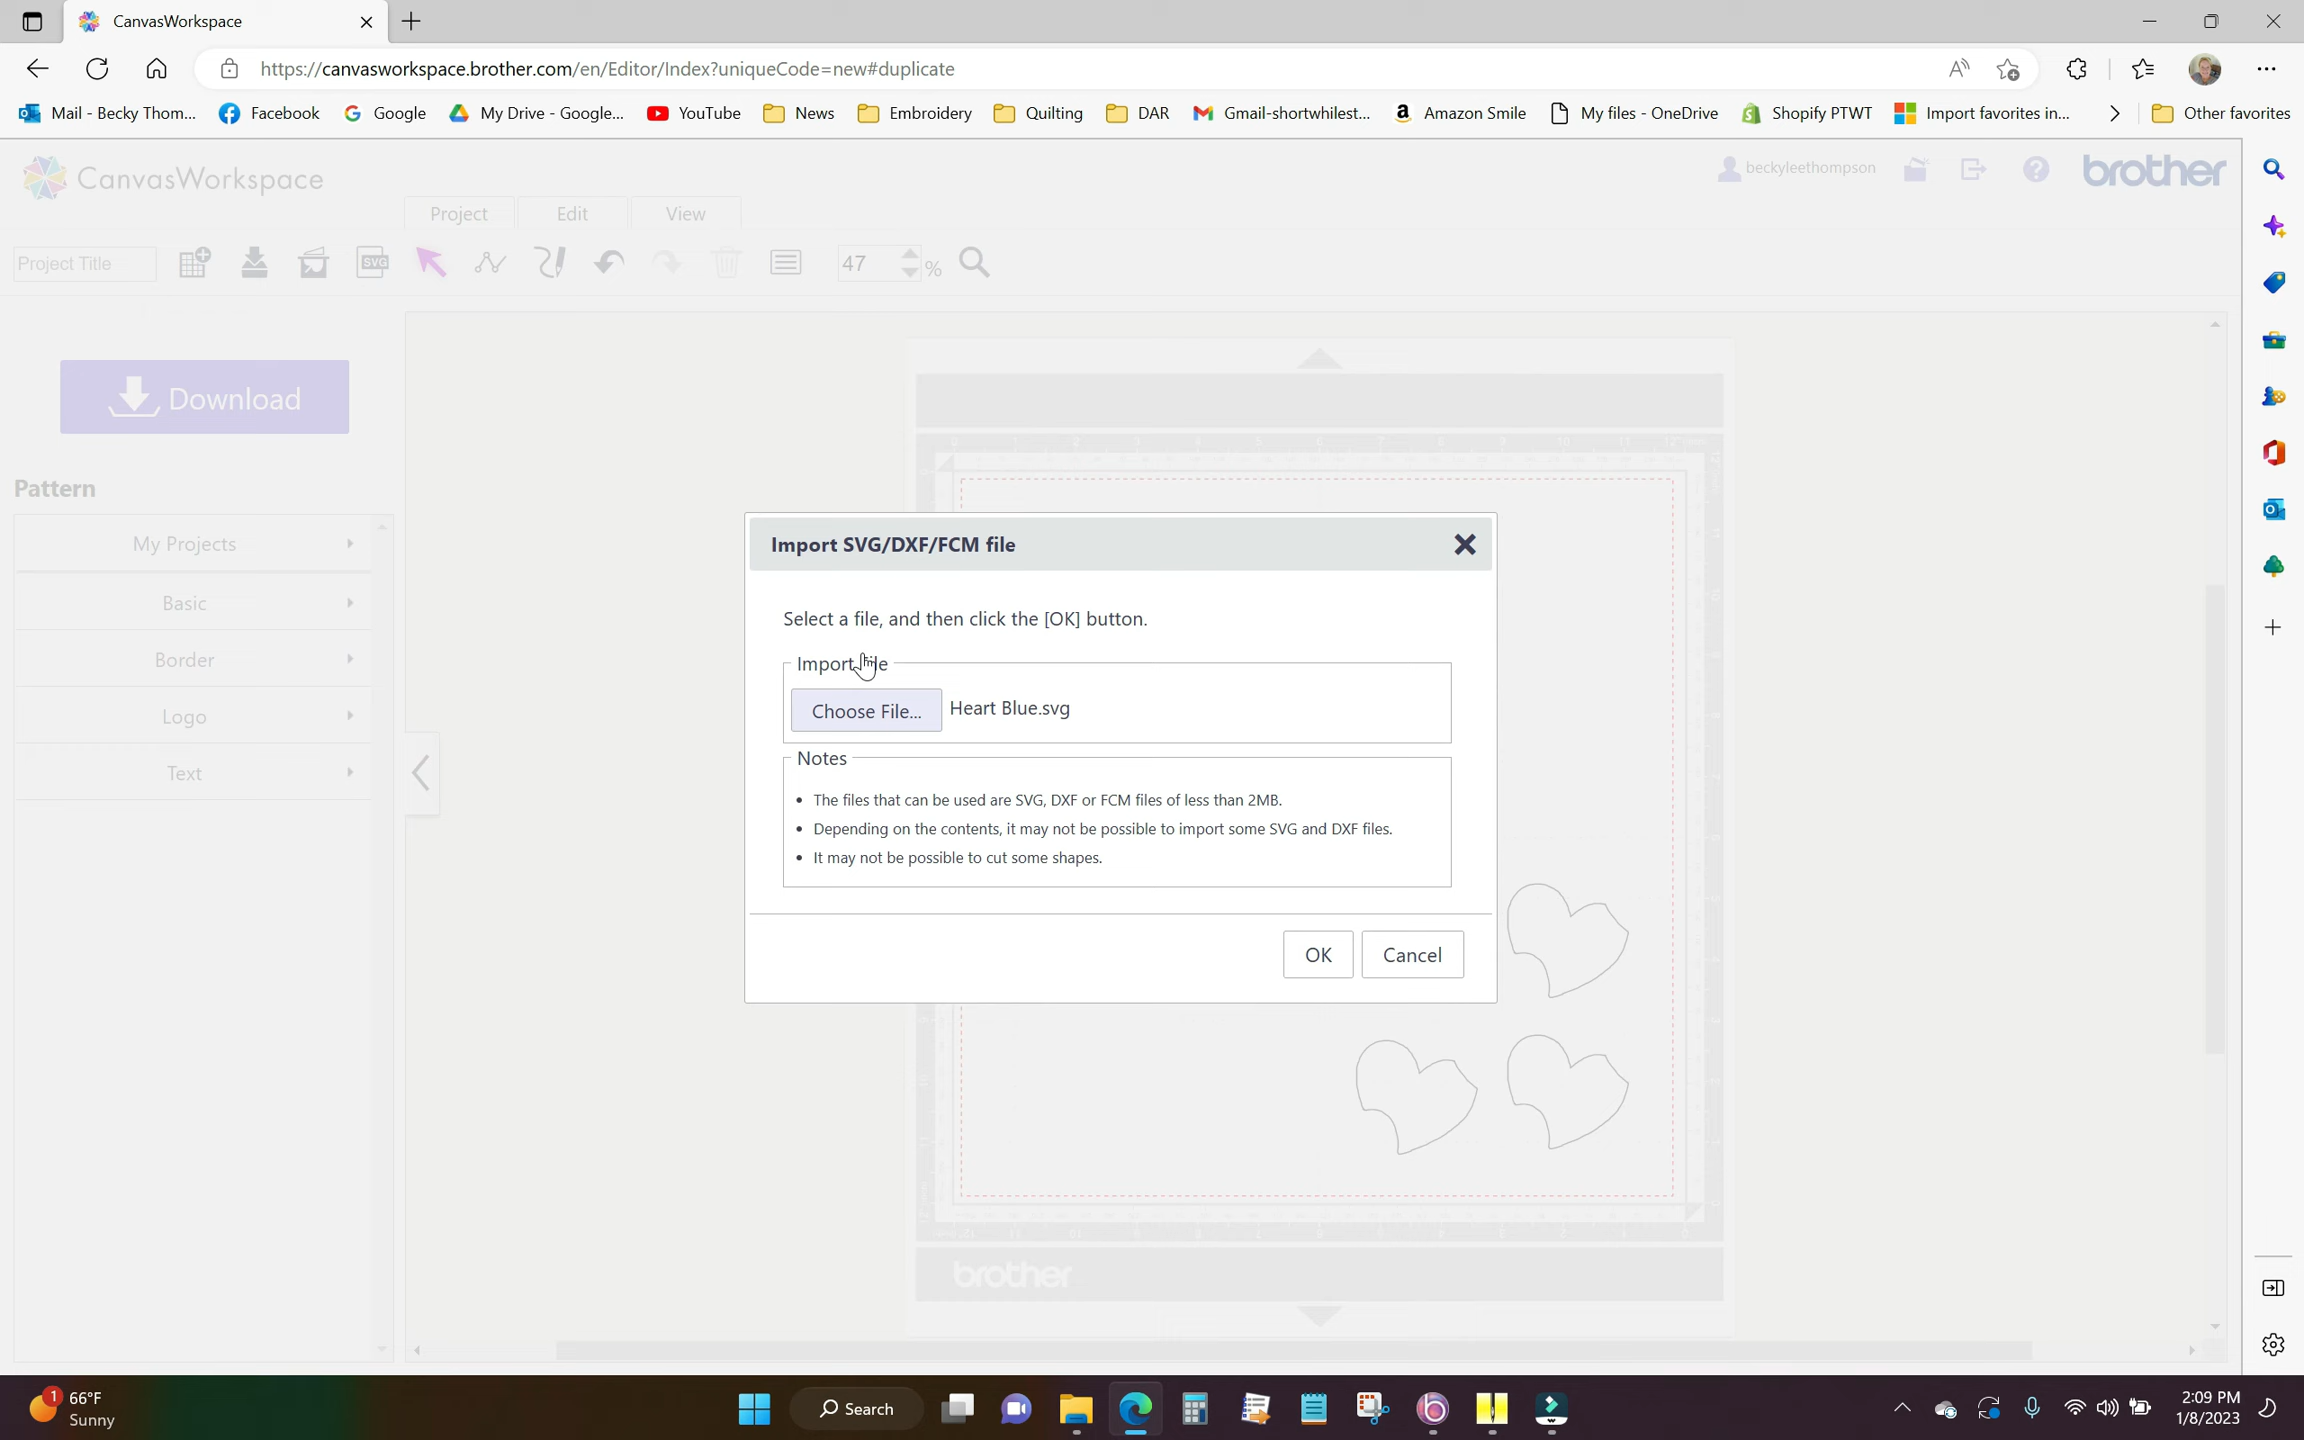 CanvasWorkspace
https://canvasworkspace.brother.com/en/Editor/Index?uniqueCode=new#duplicate
Mail - Becky Thom... Facebook Google My Drive - Google... YouTube News Embroidery Quilting DAR Gmail-shortwhilest... Amazon Smile My files - OneDrive Shopify PTWT Import favorites in... Other favorites
CanvasWorkspace
beckyleethompson
brother
Project Edit View
Project Title
SVG
47 %
Download
Pattern
My Projects
Basic
Border
Logo
Text
Import SVG/DXF/FCM file
Select a file, and then click the [OK] button.
Import file
Choose File... Heart Blue.svg
Notes
• The files that can be used are SVG, DXF or FCM files of less than 2MB.
• Depending on the contents, it may not be possible to import some SVG and DXF files.
• It may not be possible to cut some shapes.
OK Cancel
brother
1
66°F
Sunny
Search
2:09 PM
1/8/2023